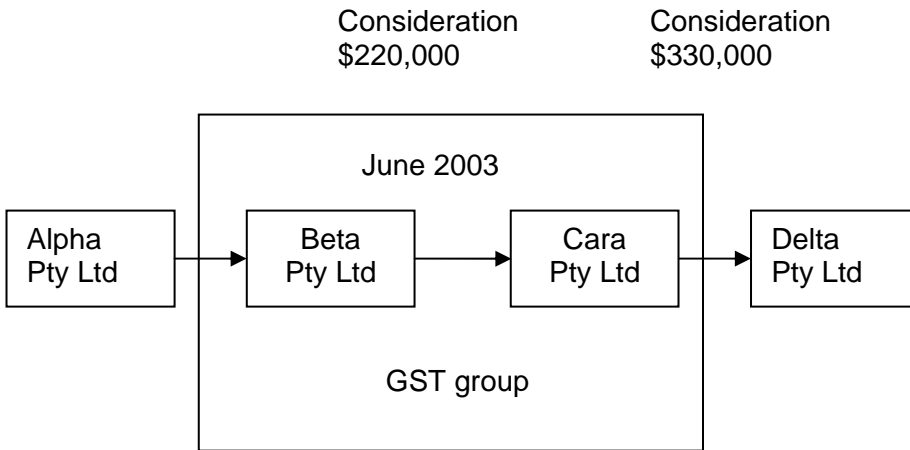 Consideration
$220,000
Consideration
$330,000
June 2003
Alpha
Pty Ltd
Beta
Pty Ltd
Cara
Pty Ltd
Delta
Pty Ltd
GST group